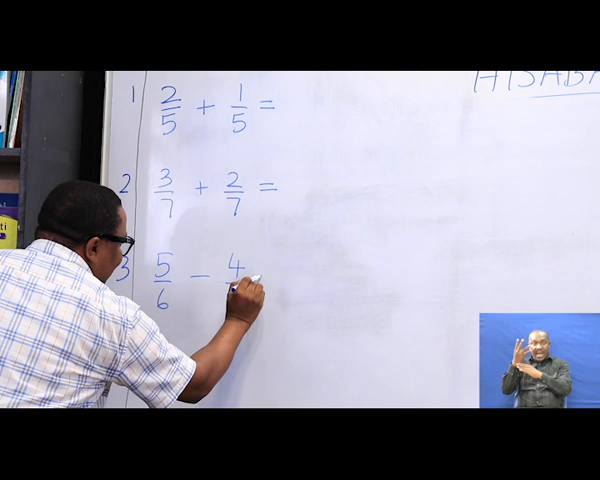 HISABA
1 2/5 + 1/5 =
2 3/7 + 2/7 =
3 5/6 − 4